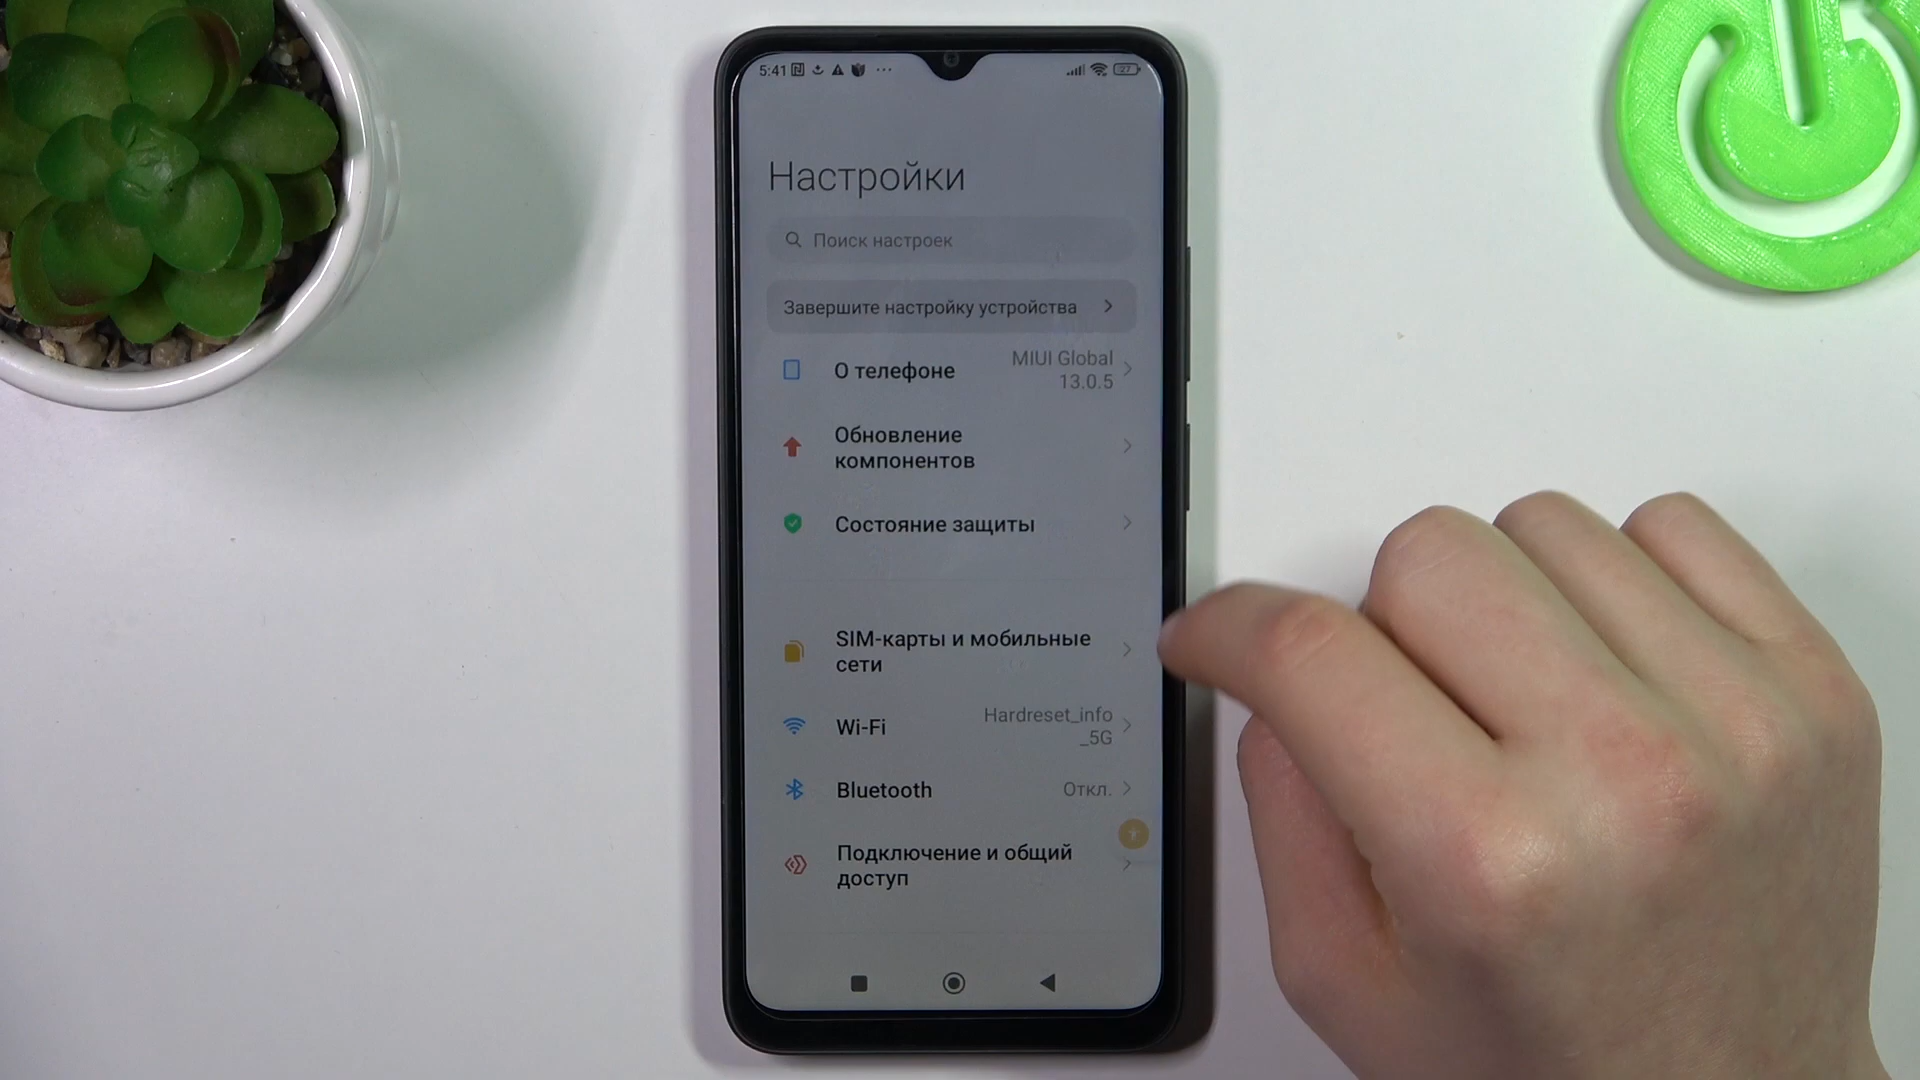 5:41
27
Настройки
Поиск настроек
Завершите настройку устройства
О телефоне
MIUI Global
13.0.5
Обновление
компонентов
Состояние защиты
SIM-карты и мобильные
сети
Wi-Fi
Hardreset_info
_5G
Bluetooth
Откл.
Подключение и общий
доступ